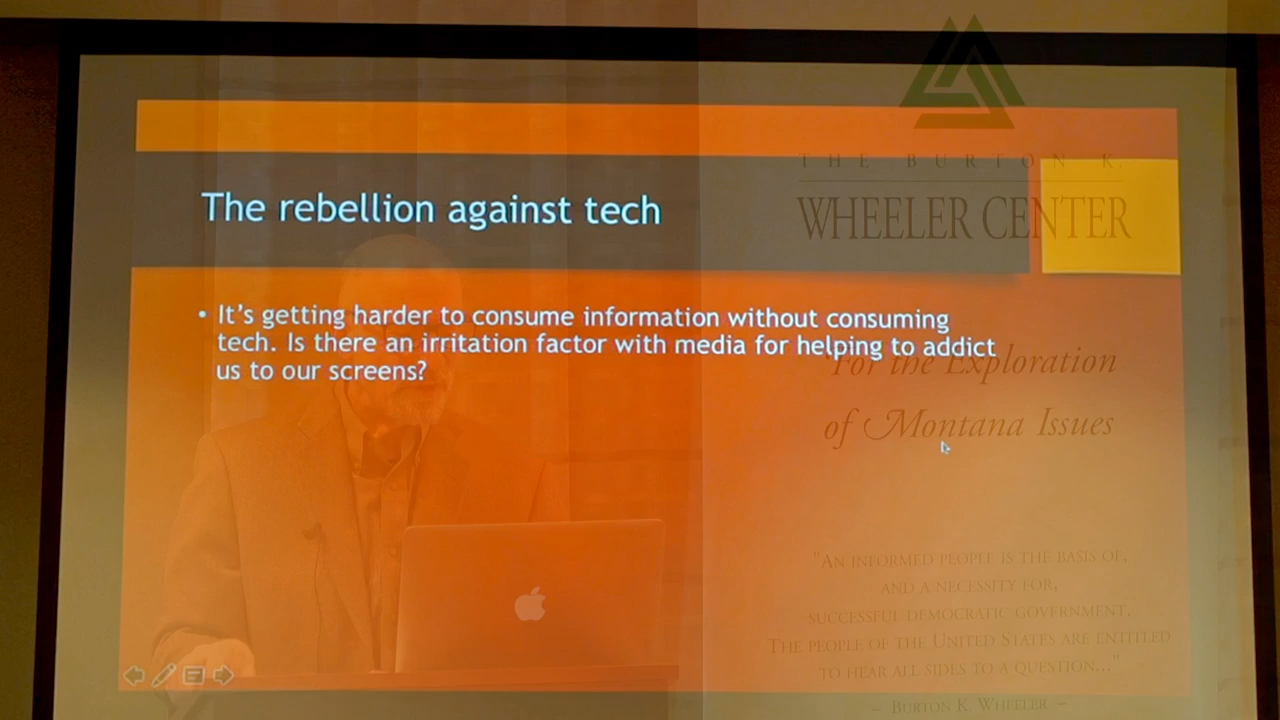 The rebellion against tech
• It's getting harder to consume information without consuming
tech. Is there an irritation factor with media for helping to addict
us to our screens?
THE BURTON K.
WHEELER CENTER
For the Exploration
of Montana Issues
"AN INFORMED PEOPLE IS THE BASIS OF,
AND A NECESSITY FOR,
SUCCESSFUL DEMOCRATIC GOVERNMENT.
THE PEOPLE OF THE UNITED STATES ARE ENTITLED
TO HEAR ALL SIDES TO A QUESTION..."
– BURTON K. WHEELER –